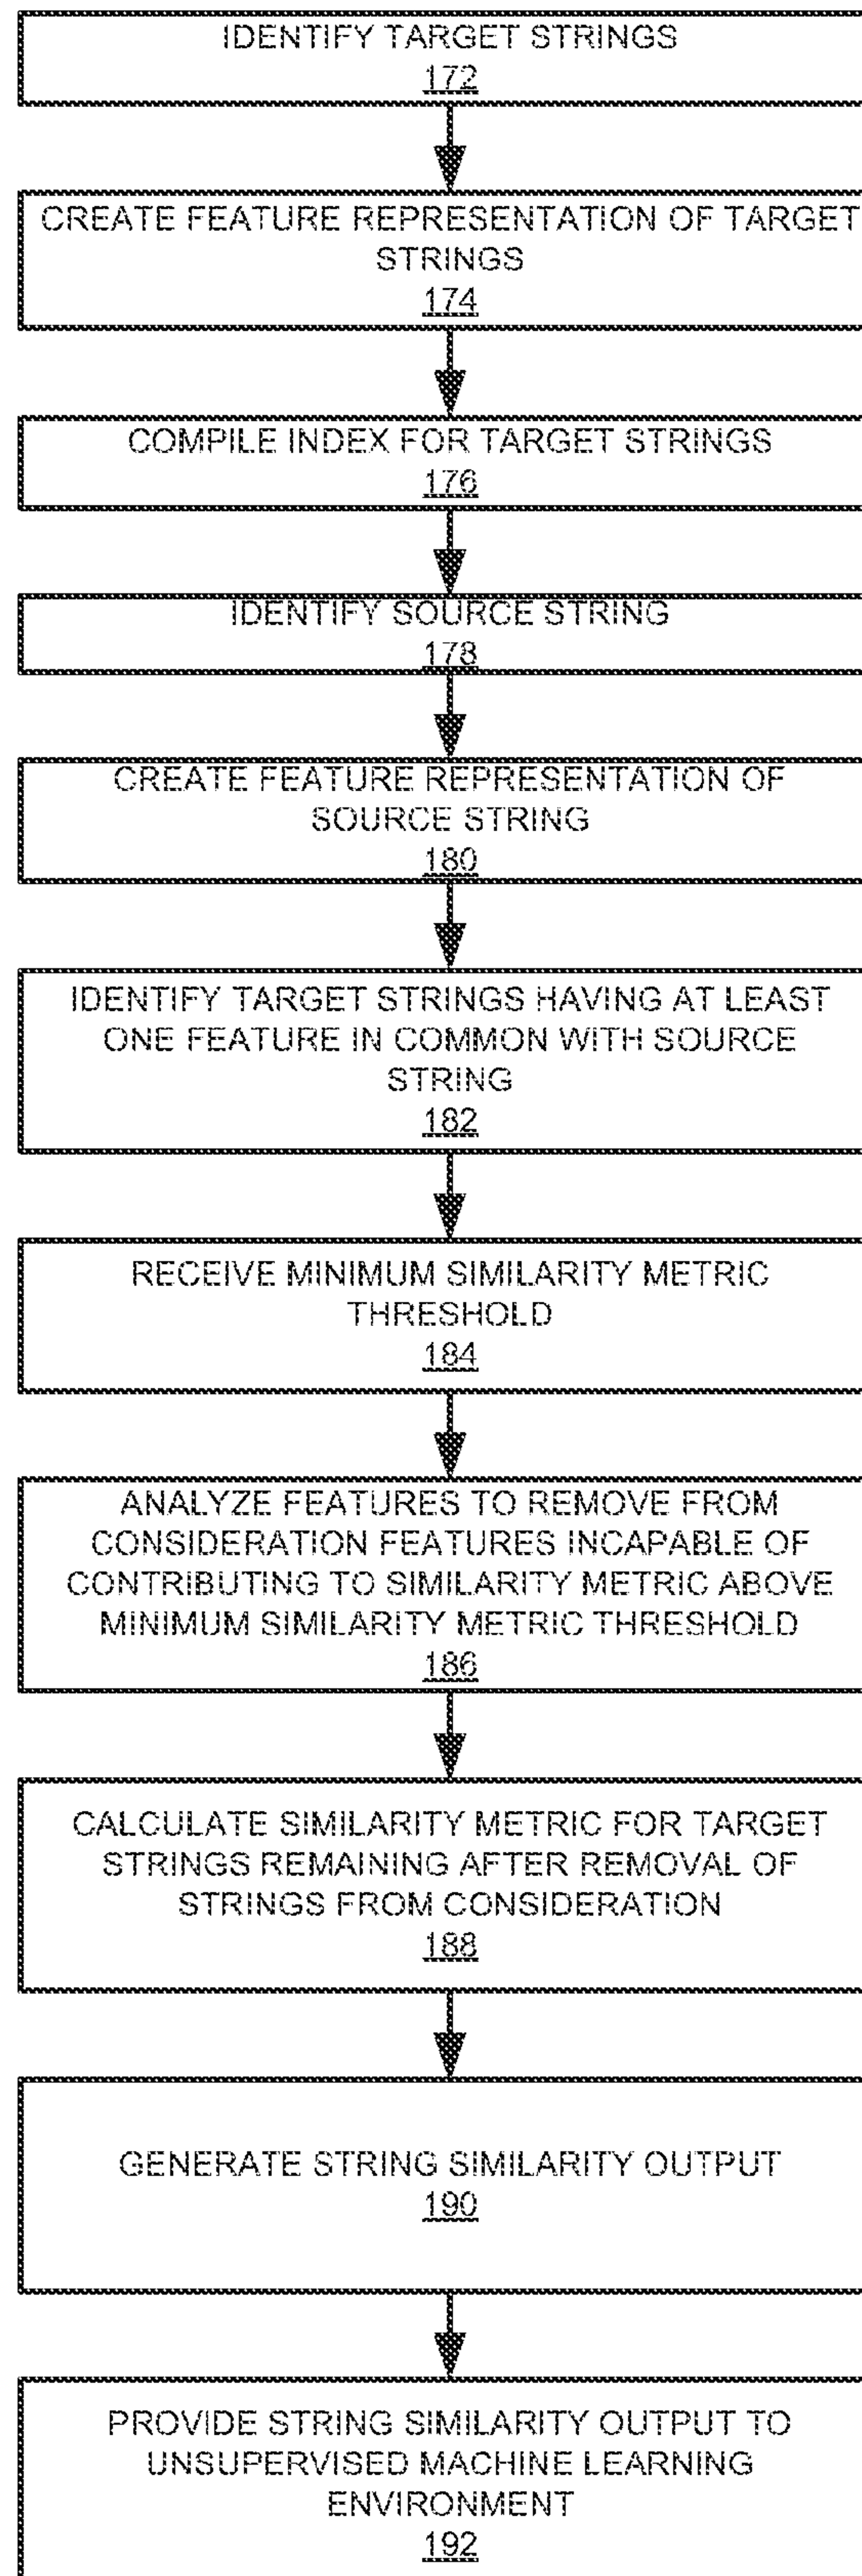 IDENTIFY TARGET STRINGS
172
CREATE FEATURE REPRESENTATION OF TARGET
STRINGS
174
COMPILE INDEX FOR TARGET STRINGS
176
IDENTIFY SOURCE STRING
178
CREATE FEATURE REPRESENTATION OF
SOURCE STRING
180
IDENTIFY TARGET STRINGS HAVING AT LEAST
ONE FEATURE IN COMMON WITH SOURCE
STRING
182
RECEIVE MINIMUM SIMILARITY METRIC
THRESHOLD
184
ANALYZE FEATURES TO REMOVE FROM
CONSIDERATION FEATURES INCAPABLE OF
CONTRIBUTING TO SIMILARITY METRIC ABOVE
MINIMUM SIMILARITY METRIC THRESHOLD
186
CALCULATE SIMILARITY METRIC FOR TARGET
STRINGS REMAINING AFTER REMOVAL OF
STRINGS FROM CONSIDERATION
188
GENERATE STRING SIMILARITY OUTPUT
190
PROVIDE STRING SIMILARITY OUTPUT TO
UNSUPERVISED MACHINE LEARNING
ENVIRONMENT
192